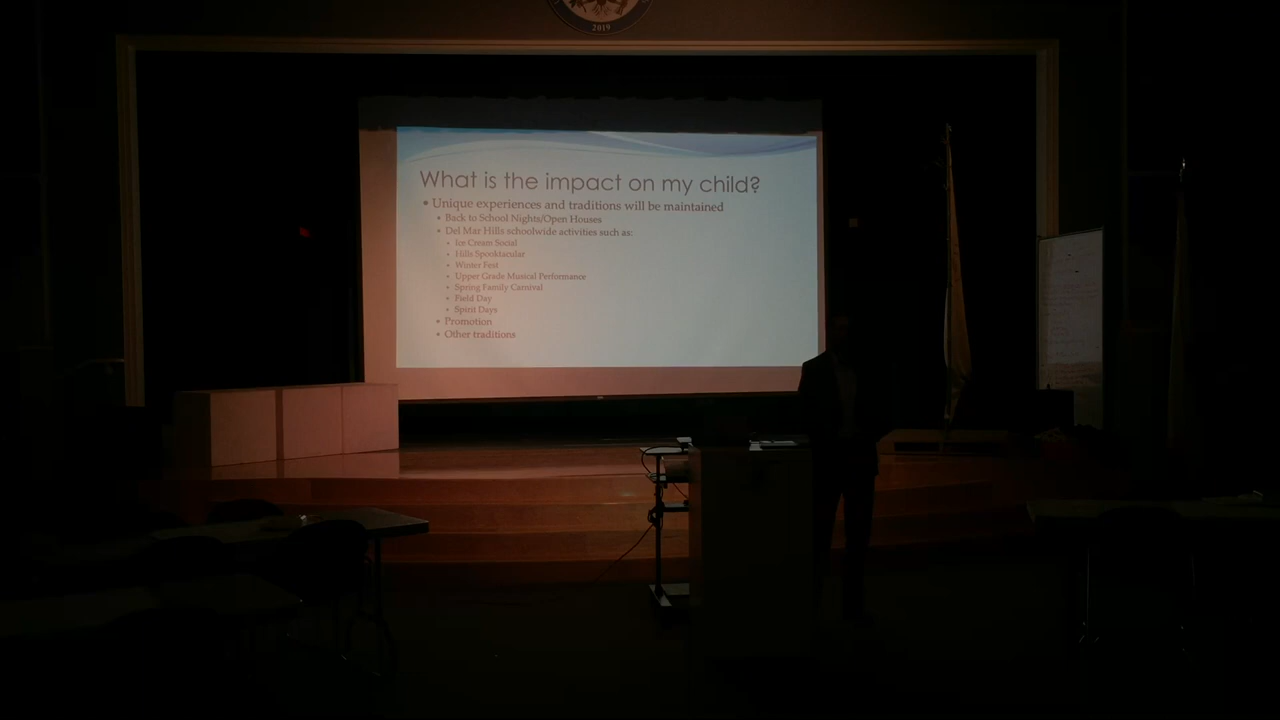 2019
What is the impact on my child?
• Unique experiences and traditions will be maintained
• Back to School Nights/Open Houses
• Del Mar Hills schoolwide activities such as:
• Ice Cream Social
• Hills Spooktacular
• Winter Fest
• Upper Grade Musical Performance
• Spring Family Carnival
• Field Day
• Spirit Days
• Promotion
• Other traditions